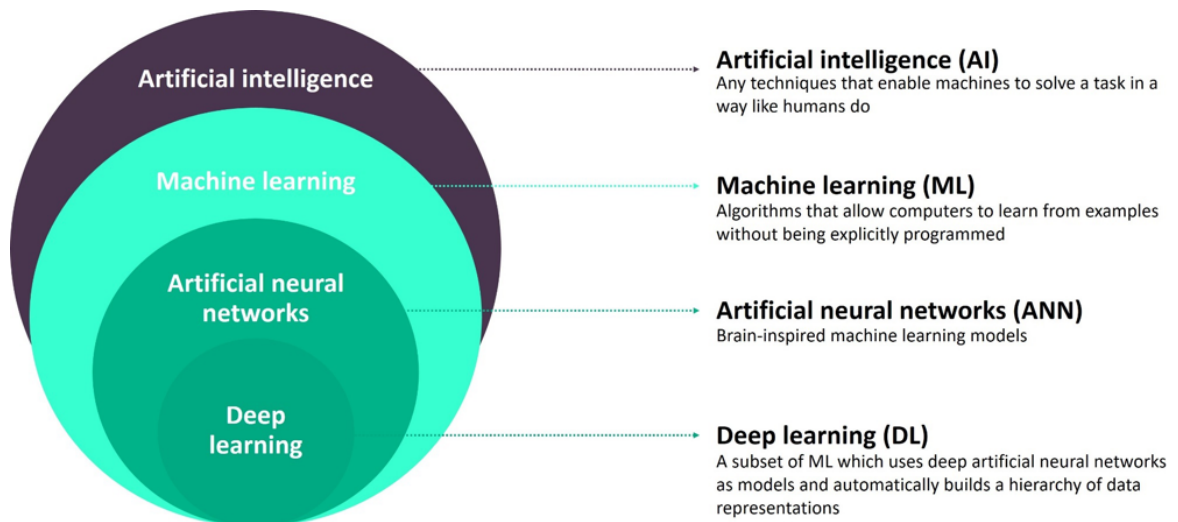 Artificial intelligence
Machine learning
Artificial neural
networks
Deep
learning
Artificial intelligence (AI)
Any techniques that enable machines to solve a task in a
way like humans do
Machine learning (ML)
Algorithms that allow computers to learn from examples
without being explicitly programmed
Artificial neural networks (ANN)
Brain-inspired machine learning models
Deep learning (DL)
A subset of ML which uses deep artificial neural networks
as models and automatically builds a hierarchy of data
representations